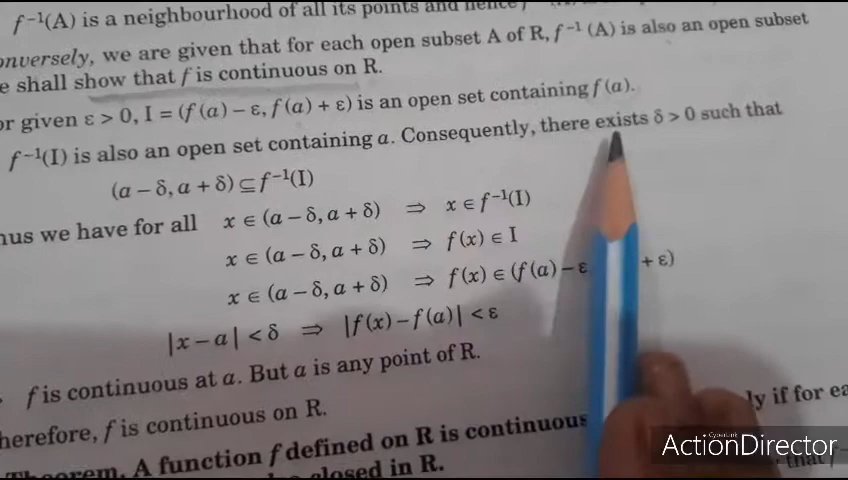 f⁻¹(A) is a neighbourhood of all its points and hence
onversely, we are given that for each open subset A of R, f⁻¹ (A) is also an open subset
e shall show that f is continuous on R.
or given ε > 0, I = (f(a) – ε, f(a) + ε) is an open set containing f(a).
f⁻¹(I) is also an open set containing a. Consequently, there exists δ > 0 such that
(a – δ, a + δ) ⊆ f⁻¹(I)
hus we have for all x ∈ (a – δ, a + δ) ⇒ x ∈ f⁻¹(I)
x ∈ (a – δ, a + δ) ⇒ f(x) ∈ I
x ∈ (a – δ, a + δ) ⇒ f(x) ∈ (f(a) – ε + ε)
|x – a| < δ ⇒ |f(x) – f(a)| < ε
f is continuous at a. But a is any point of R.
herefore, f is continuous on R.
Theorem. A function f defined on R is continuous ly if for ea
closed in R. that f⁻
CyberLink
ActionDirector